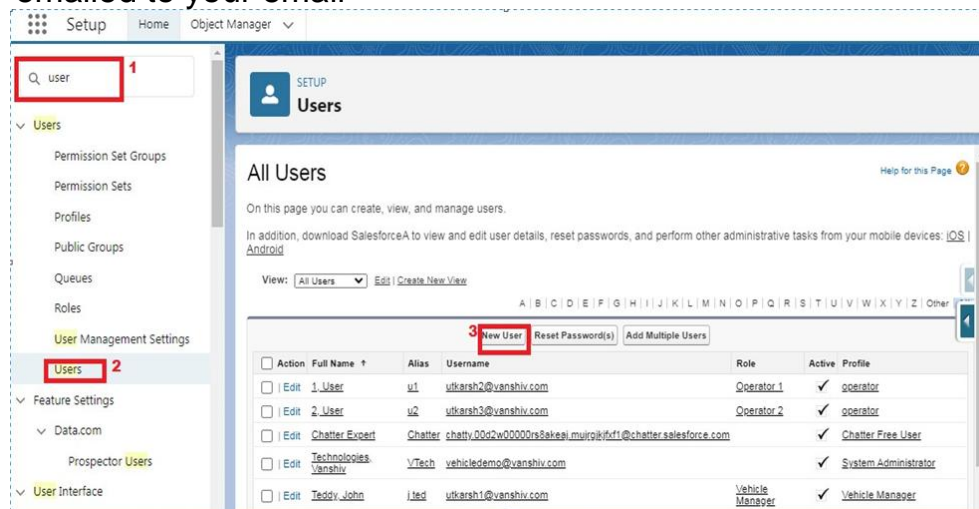 emailed to your email
Setup Home Object Manager
user
1
Users
Permission Set Groups
Permission Sets
Profiles
Public Groups
Queues
Roles
User Management Settings
Users 2
Feature Settings
Data.com
Prospector Users
User Interface
SETUP
Users
All Users
Help for this Page
On this page you can create, view, and manage users.
In addition, download SalesforceA to view and edit user details, reset passwords, and perform other administrative tasks from your mobile devices: iOS |
Android
View: All Users Edit | Create New View
A | B | C | D | E | F | G | H | I | J | K | L | M | N | O | P | Q | R | S | T | U | V | W | X | Y | Z | Other
3 New User Reset Password(s) Add Multiple Users
Action Full Name ↑ Alias Username Role Active Profile
| Edit 1, User u1 utkarsh2@vanshiv.com Operator 1 ✓ operator
| Edit 2, User u2 utkarsh3@vanshiv.com Operator 2 ✓ operator
| Edit Chatter Expert Chatter ✓ Chatter Free User
| Edit Technologies, Vanshiv VTech vehicledemo@vanshiv.com ✓ System Administrator
| Edit Teddy, John j.ted utkarsh1@vanshiv.com Vehicle Manager ✓ Vehicle Manager